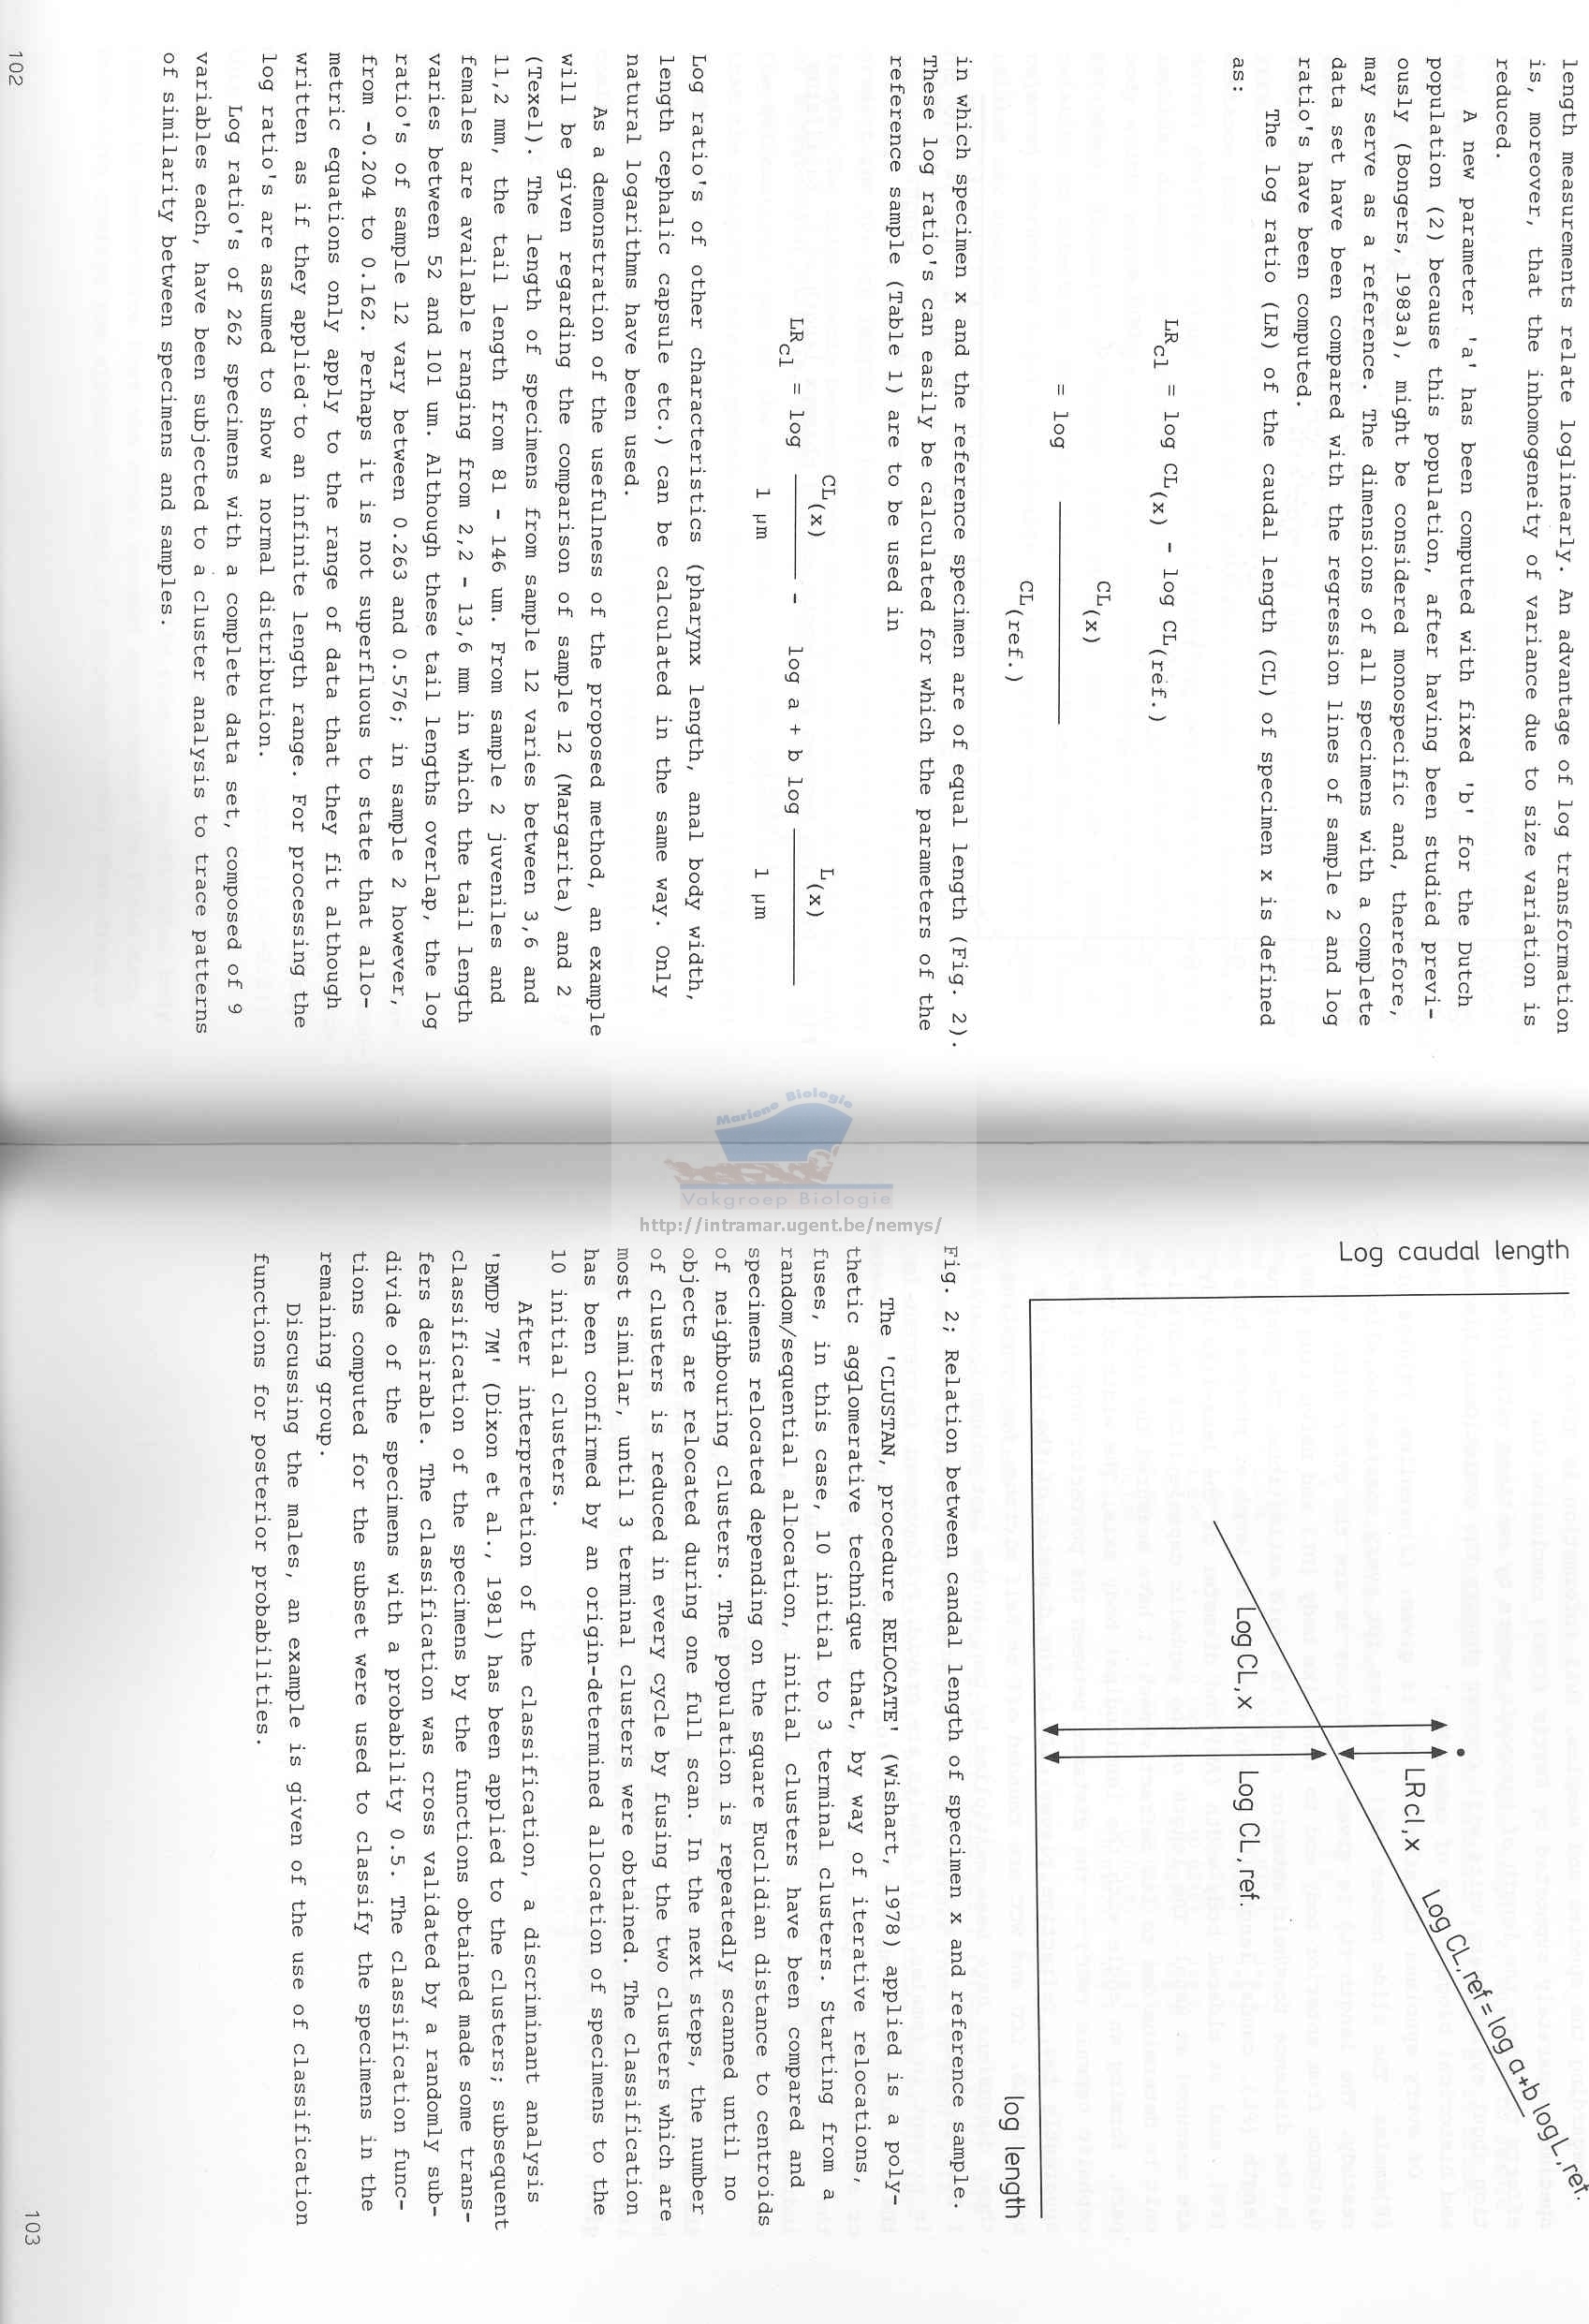 length measurements relate loglinearly. An advantage of log transformation
is, moreover, that the inhomogeneity of variance due to size variation is
reduced.
A new parameter 'a' has been computed with fixed 'b' for the Dutch
population (2) because this population, after having been studied previ-
ously (Bongers, 1983a), might be considered monospecific and, therefore,
may serve as a reference. The dimensions of all specimens with a complete
data set have been compared with the regression lines of sample 2 and log
ratio's have been computed.
The log ratio (LR) of the caudal length (CL) of specimen x is defined
as:
LRcl = log CL(x) - log CL(ref.)
CL(x)
= log
CL(ref.)
in which specimen x and the reference specimen are of equal length (Fig. 2).
These log ratio's can easily be calculated for which the parameters of the
reference sample (Table 1) are to be used in
CL(x) L(x)
LRcl = log - log a + b log
1 µm 1 µm
Log ratio's of other characteristics (pharynx length, anal body width,
length cephalic capsule etc.) can be calculated in the same way. Only
natural logarithms have been used.
As a demonstration of the usefulness of the proposed method, an example
will be given regarding the comparison of sample 12 (Margarita) and 2
(Texel). The length of specimens from sample 12 varies between 3,6 and
11,2 mm, the tail length from 81 - 146 um. From sample 2 juveniles and
females are available ranging from 2,2 - 13,6 mm in which the tail length
varies between 52 and 101 um. Although these tail lengths overlap, the log
ratio's of sample 12 vary between 0.263 and 0.576; in sample 2 however,
from -0.204 to 0.162. Perhaps it is not superfluous to state that allo-
metric equations only apply to the range of data that they fit although
written as if they applied to an infinite length range. For processing the
log ratio's are assumed to show a normal distribution.
Log ratio's of 262 specimens with a complete data set, composed of 9
variables each, have been subjected to a cluster analysis to trace patterns
of similarity between specimens and samples.
102
Mariene Biologie
Vakgroep Biologie
http://intramar.ugent.be/nemys/
Log caudal length
Log CL,ref = log a+b log L,ref.
LRcl,x
Log CL,x
Log CL,ref.
log length
Fig. 2; Relation between candal length of specimen x and reference sample.
The 'CLUSTAN, procedure RELOCATE' (Wishart, 1978) applied is a poly-
thetic agglomerative technique that, by way of iterative relocations,
fuses, in this case, 10 initial to 3 terminal clusters. Starting from a
random/sequential allocation, initial clusters have been compared and
specimens relocated depending on the square Euclidian distance to centroids
of neighbouring clusters. The population is repeatedly scanned until no
objects are relocated during one full scan. In the next steps, the number
of clusters is reduced in every cycle by fusing the two clusters which are
most similar, until 3 terminal clusters were obtained. The classification
has been confirmed by an origin-determined allocation of specimens to the
10 initial clusters.
After interpretation of the classification, a discriminant analysis
'BMDP 7M' (Dixon et al., 1981) has been applied to the clusters; subsequent
classification of the specimens by the functions obtained made some trans-
fers desirable. The classification was cross validated by a randomly sub-
divide of the specimens with a probability 0.5. The classification func-
tions computed for the subset were used to classify the specimens in the
remaining group.
Discussing the males, an example is given of the use of classification
functions for posterior probabilities.
103